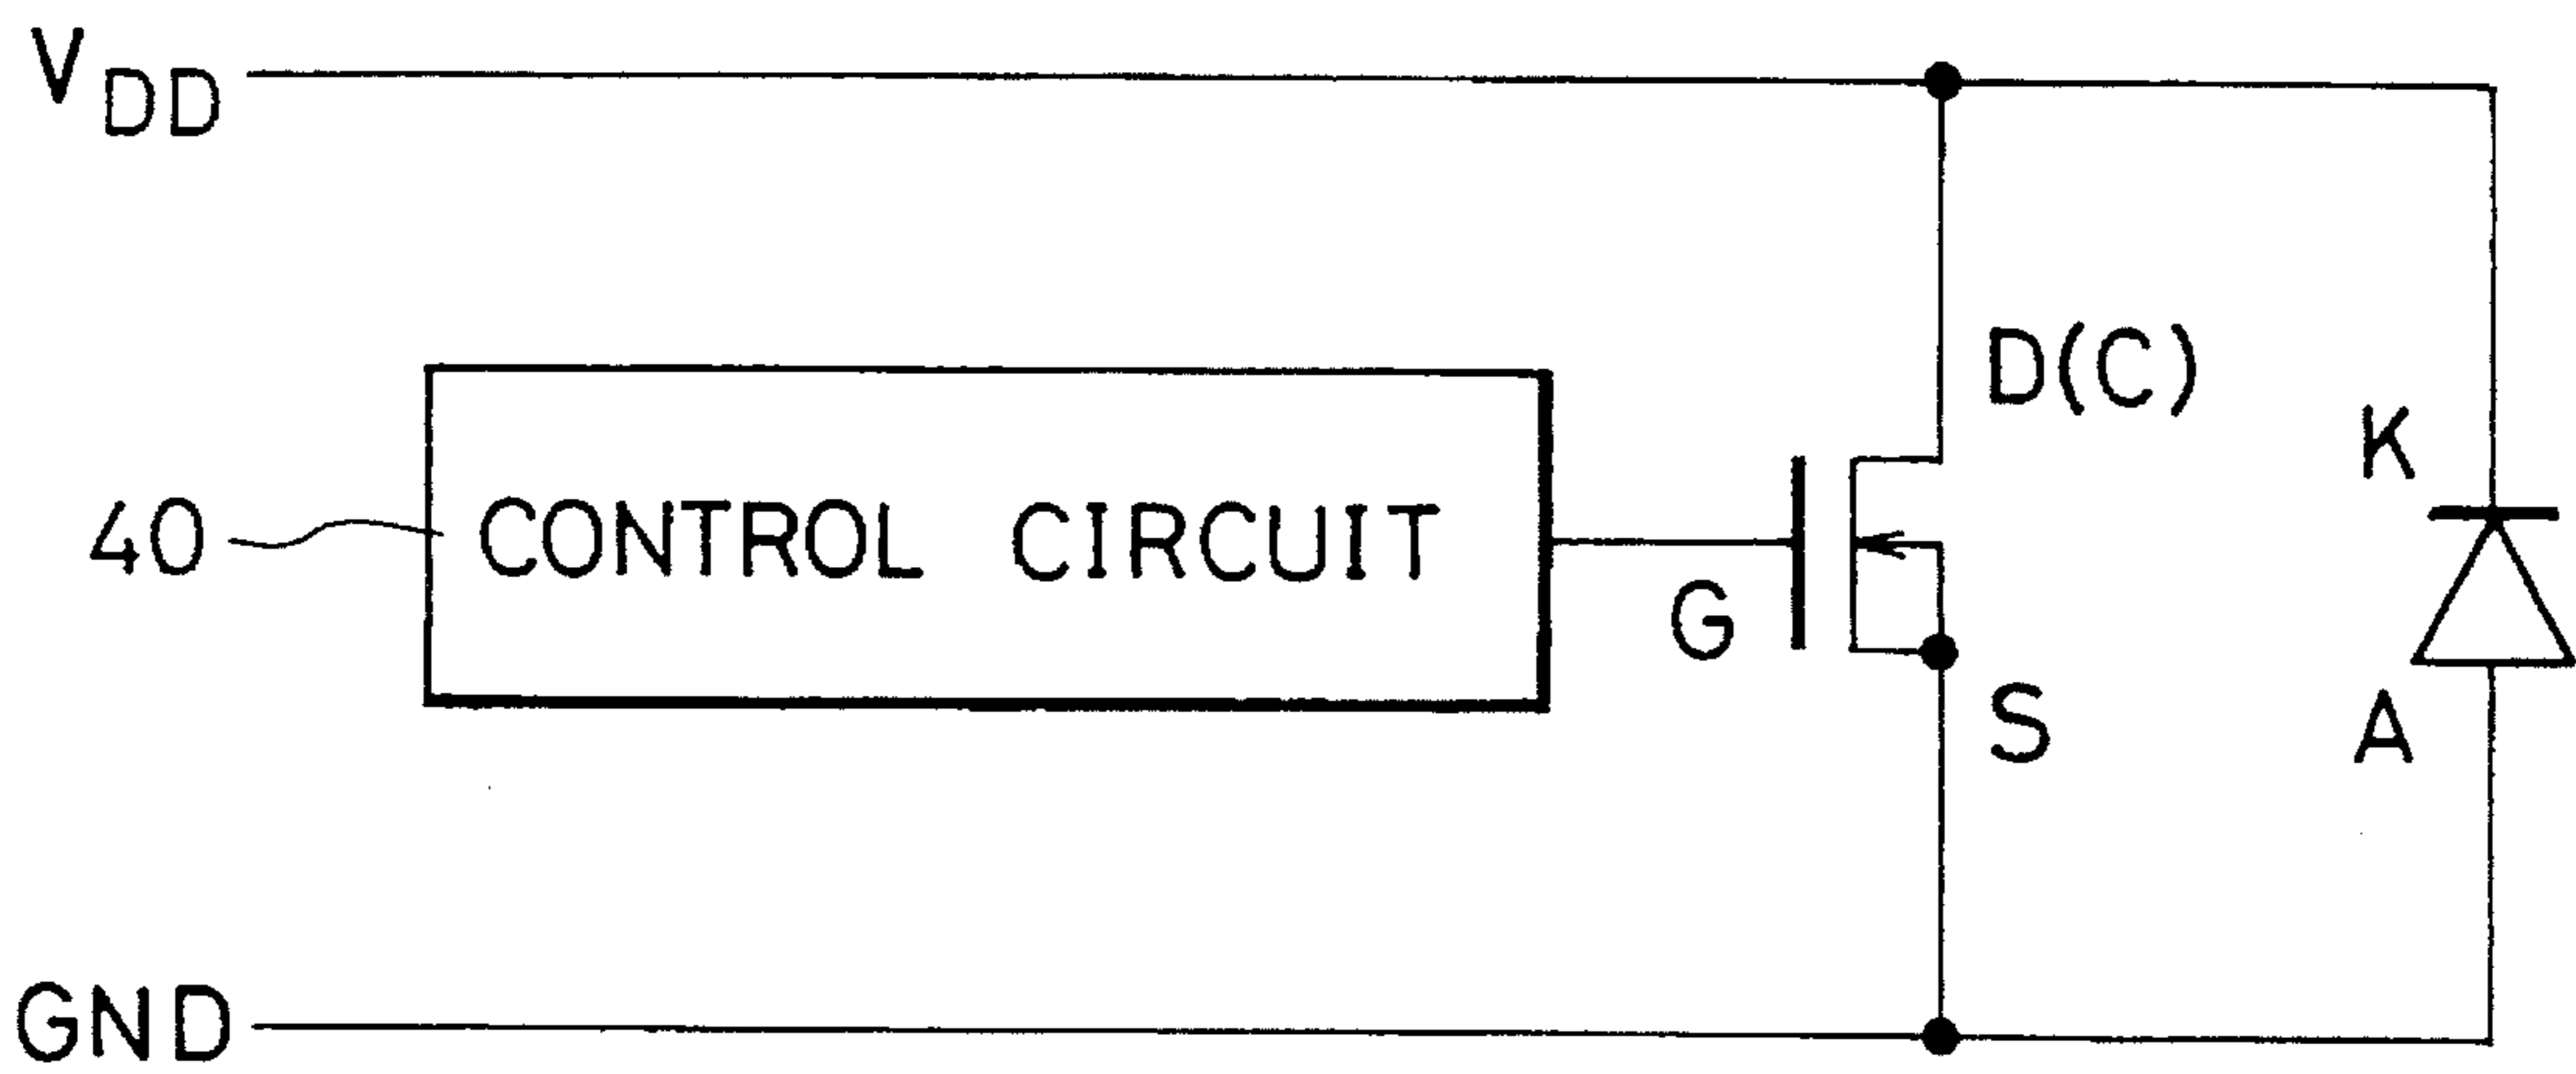 VDD
D(C)
K
40
CONTROL CIRCUIT
G
S
A
GND